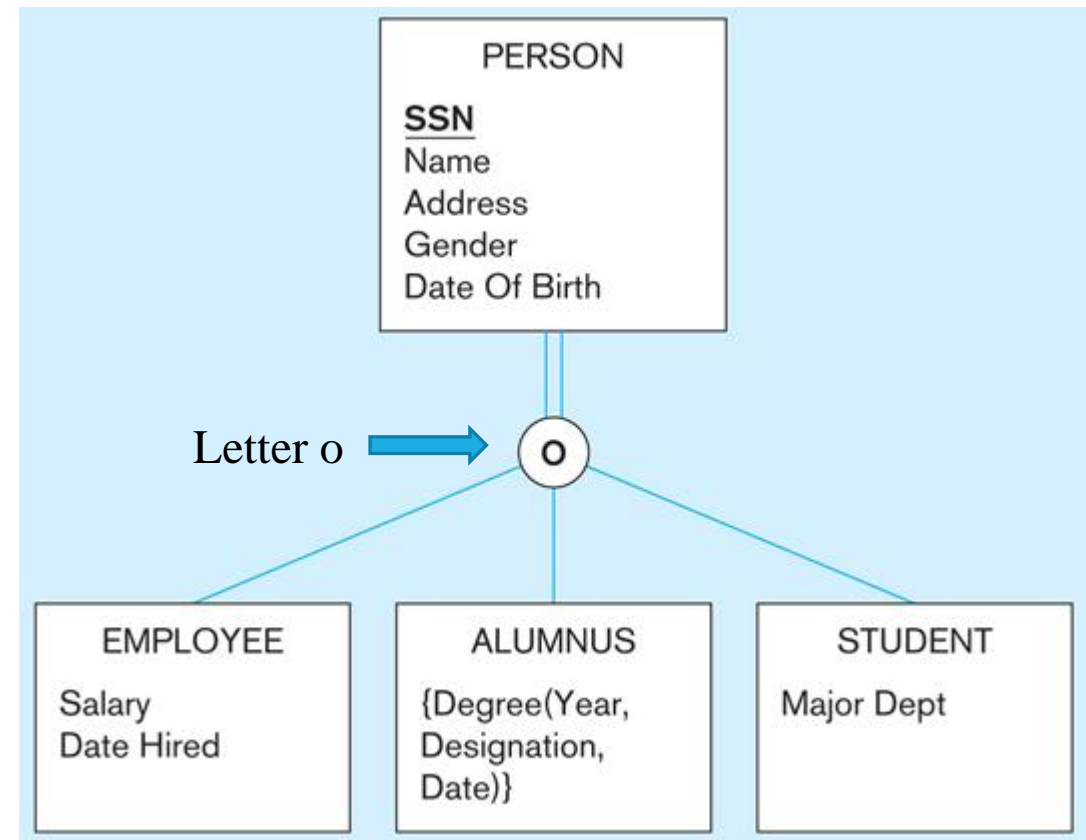 PERSON
SSN
Name
Address
Gender
Date Of Birth
Letter o
O
EMPLOYEE
Salary
Date Hired
ALUMNUS
{Degree(Year,
Designation,
Date)}
STUDENT
Major Dept